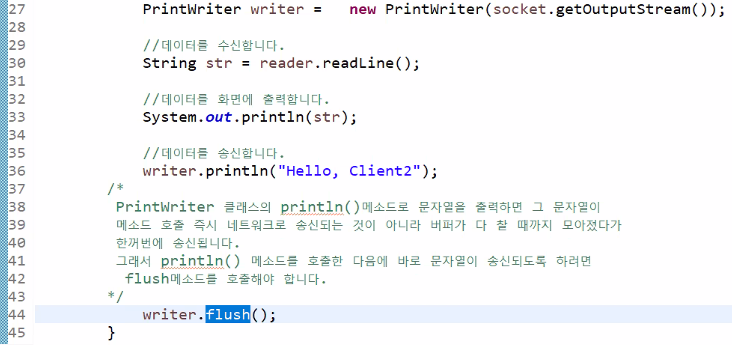 27 PrintWriter writer =   new PrintWriter(socket.getOutputStream());
28
29 //데이터를 수신합니다.
30 String str = reader.readLine();
31
32 //데이터를 화면에 출력합니다.
33 System.out.println(str);
34
35 //데이터를 송신합니다.
36 writer.println("Hello, Client2");
37 /*
38 PrintWriter 클래스의 println()메소드로 문자열을 출력하면 그 문자열이
39 메소드 호출 즉시 네트워크로 송신되는 것이 아니라 버퍼가 다 찰 때까지 모아졌다가
40 한꺼번에 송신됩니다.
41 그래서 println() 메소드를 호출한 다음에 바로 문자열이 송신되도록 하려면
42 flush메소드를 호출해야 합니다.
43 */
44 writer.flush();
45 }